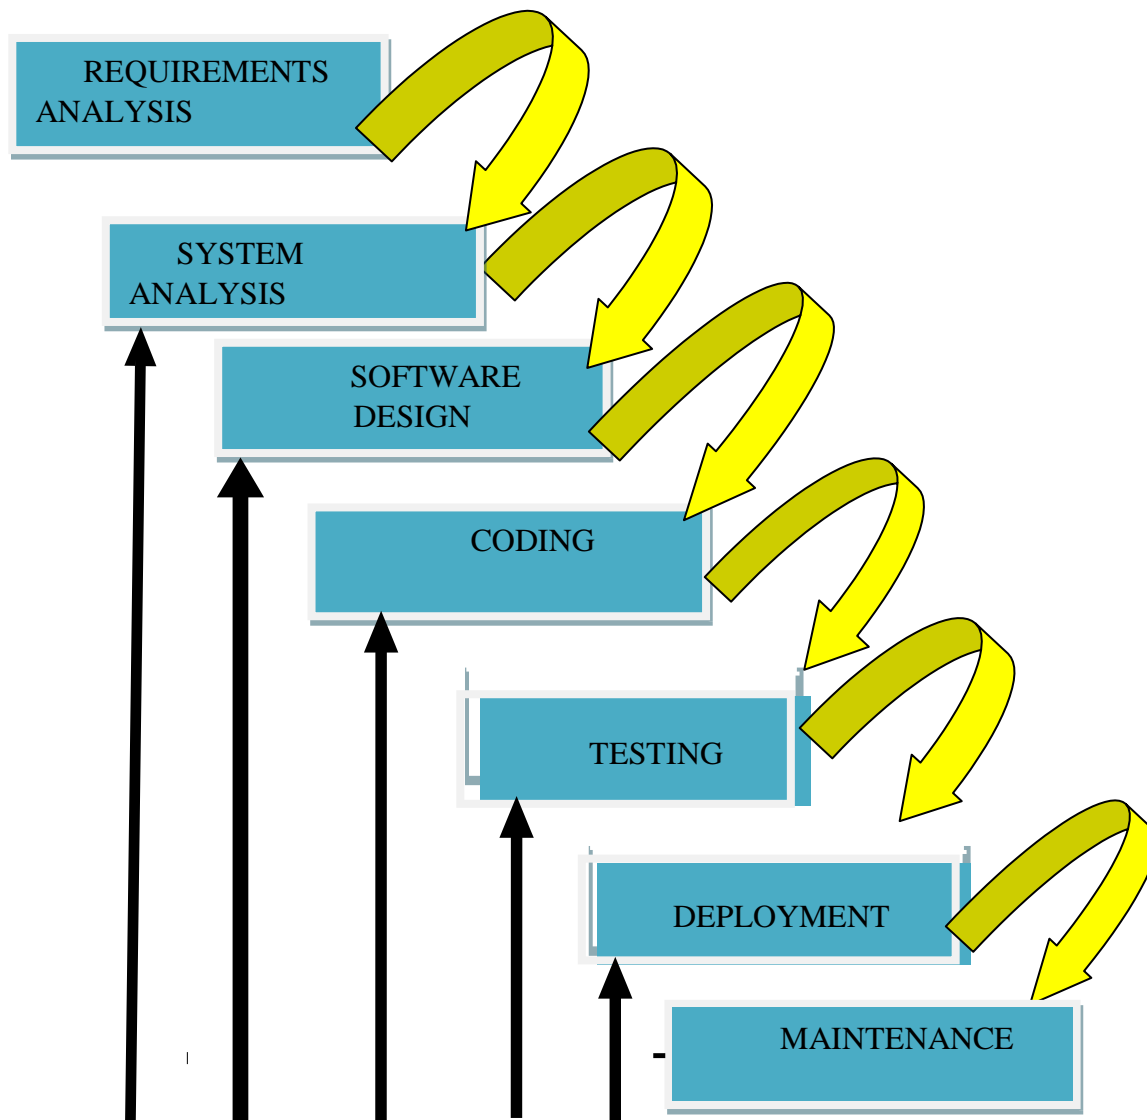 REQUIREMENTS
ANALYSIS
SYSTEM
ANALYSIS
SOFTWARE
DESIGN
CODING
TESTING
DEPLOYMENT
MAINTENANCE